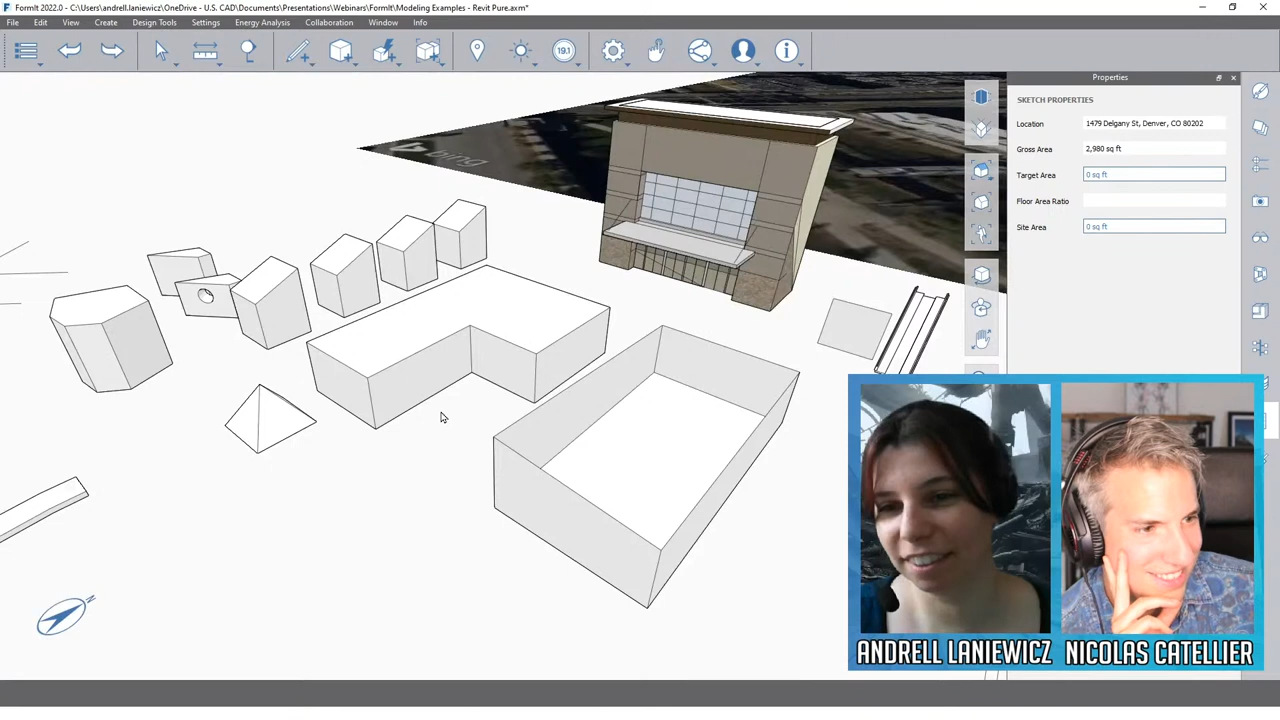 FormIt 2022.0 - C:\Users\andrell.laniewicz\OneDrive - U.S. CAD\Documents\Presentations\Webinars\FormIt\Modeling Examples - Revit Pure.axm*
File Edit View Create Design Tools Settings Energy Analysis Collaboration Window Info
19.1
Properties
SKETCH PROPERTIES
Location 1479 Delgany St, Denver, CO 80202
Gross Area 2,980 sq ft
Target Area 0 sq ft
Floor Area Ratio
Site Area 0 sq ft
bing
N
ANDRELL LANIEWICZ NICOLAS CATELLIER